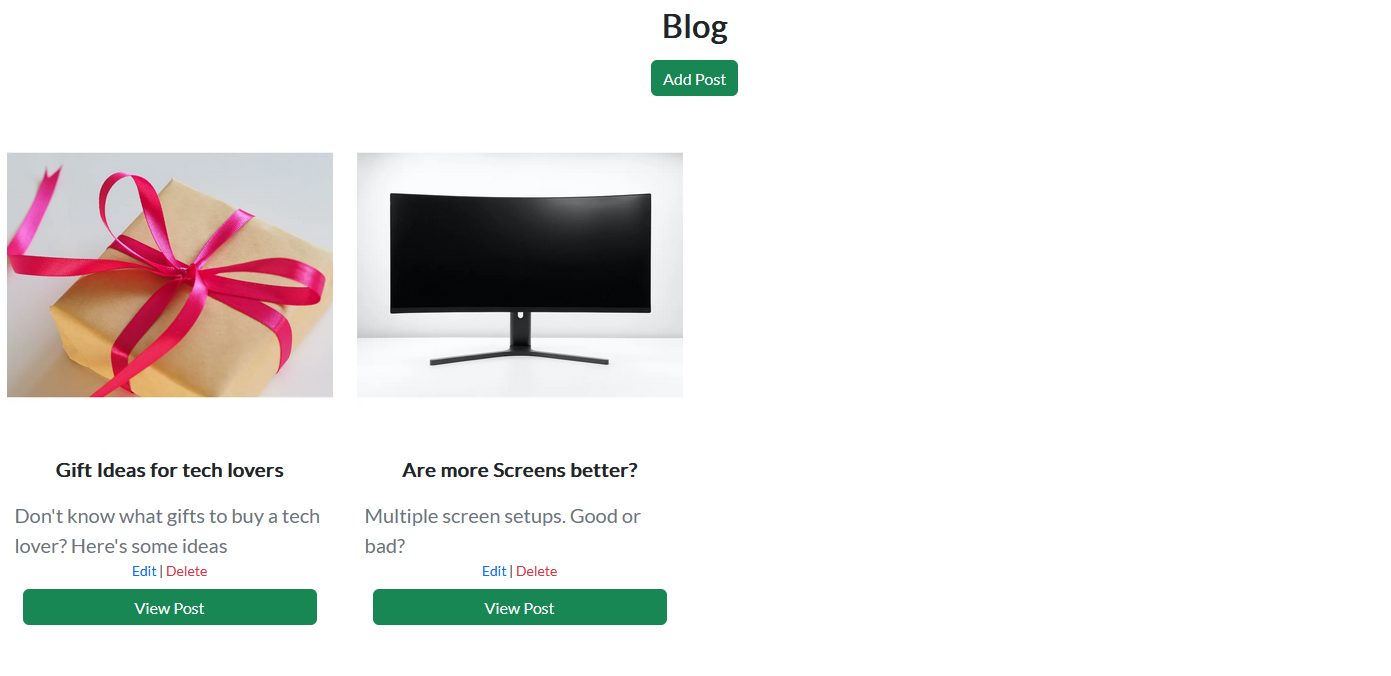 Blog
Add Post
Gift Ideas for tech lovers
Don't know what gifts to buy a tech
lover? Here's some ideas
Edit | Delete
View Post
Are more Screens better?
Multiple screen setups. Good or
bad?
Edit | Delete
View Post